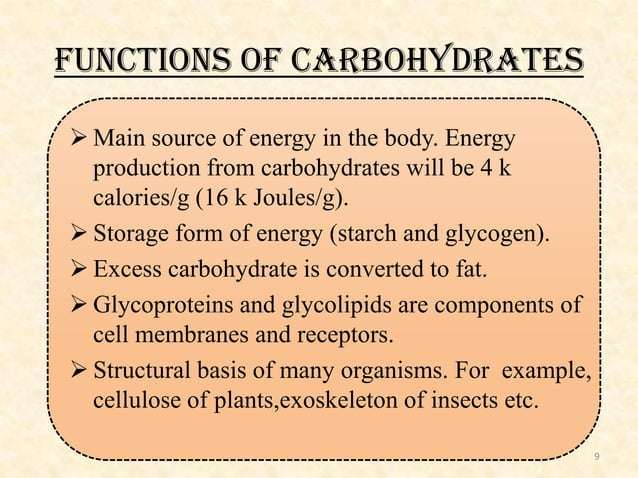 FUNCTIONS OF CARBOHYDRATES
➢ Main source of energy in the body. Energy
production from carbohydrates will be 4 k
calories/g (16 k Joules/g).
➢ Storage form of energy (starch and glycogen).
➢ Excess carbohydrate is converted to fat.
➢ Glycoproteins and glycolipids are components of
cell membranes and receptors.
➢ Structural basis of many organisms. For example,
cellulose of plants,exoskeleton of insects etc.
9